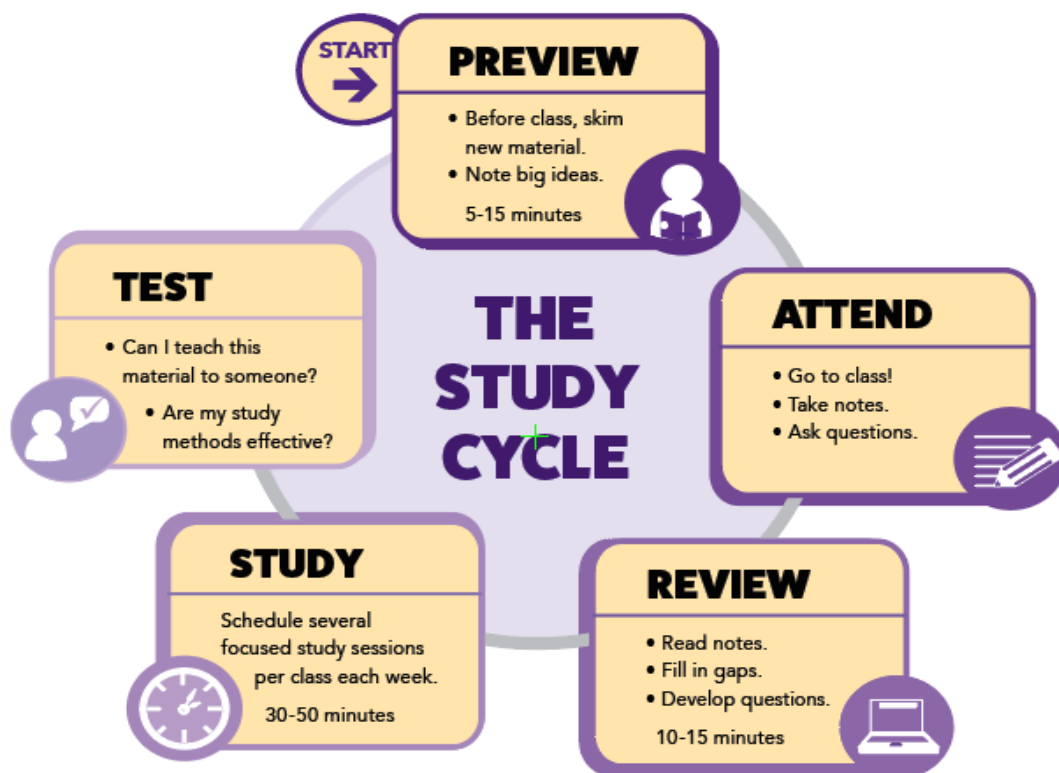 START
PREVIEW
• Before class, skim
new material.
• Note big ideas.
5-15 minutes
ATTEND
• Go to class!
• Take notes.
• Ask questions.
REVIEW
• Read notes.
• Fill in gaps.
• Develop questions.
10-15 minutes
STUDY
Schedule several
focused study sessions
per class each week.
30-50 minutes
TEST
• Can I teach this
material to someone?
• Are my study
methods effective?
THE
STUDY
CYCLE